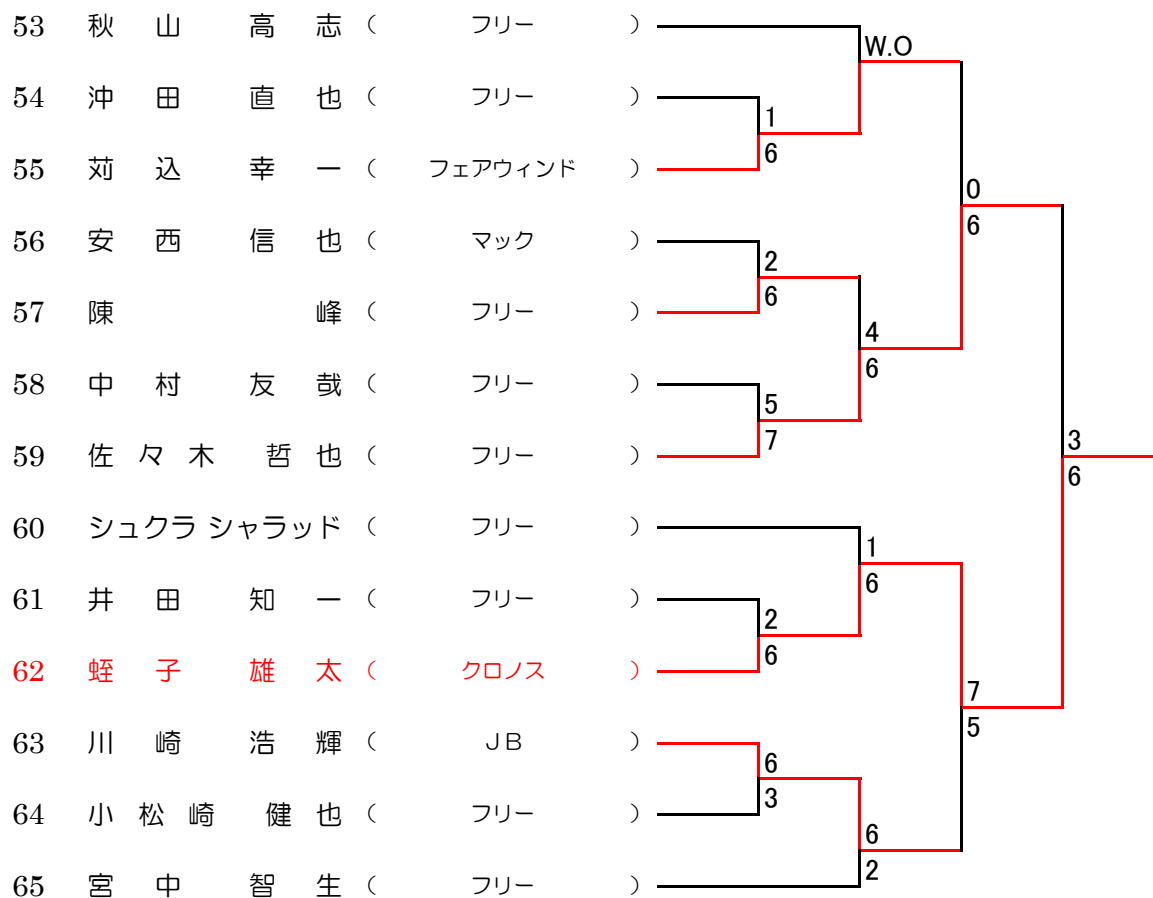 53 秋山 高志 ( フリー )
W.O
54 沖田 直也 ( フリー )
1
6
55 苅込 幸一 ( フェアウィンド )
0
6
56 安西 信也 ( マック )
2
6
57 陳 峰 ( フリー )
4
6
58 中村 友哉 ( フリー )
5
7
59 佐々木 哲也 ( フリー )
3
6
60 シュクラ シャラッド ( フリー )
1
6
61 井田 知一 ( フリー )
2
6
62 蛭子 雄太 ( クロノス )
7
5
63 川崎 浩輝 ( JB )
6
3
64 小松崎 健也 ( フリー )
6
2
65 宮中 智生 ( フリー )